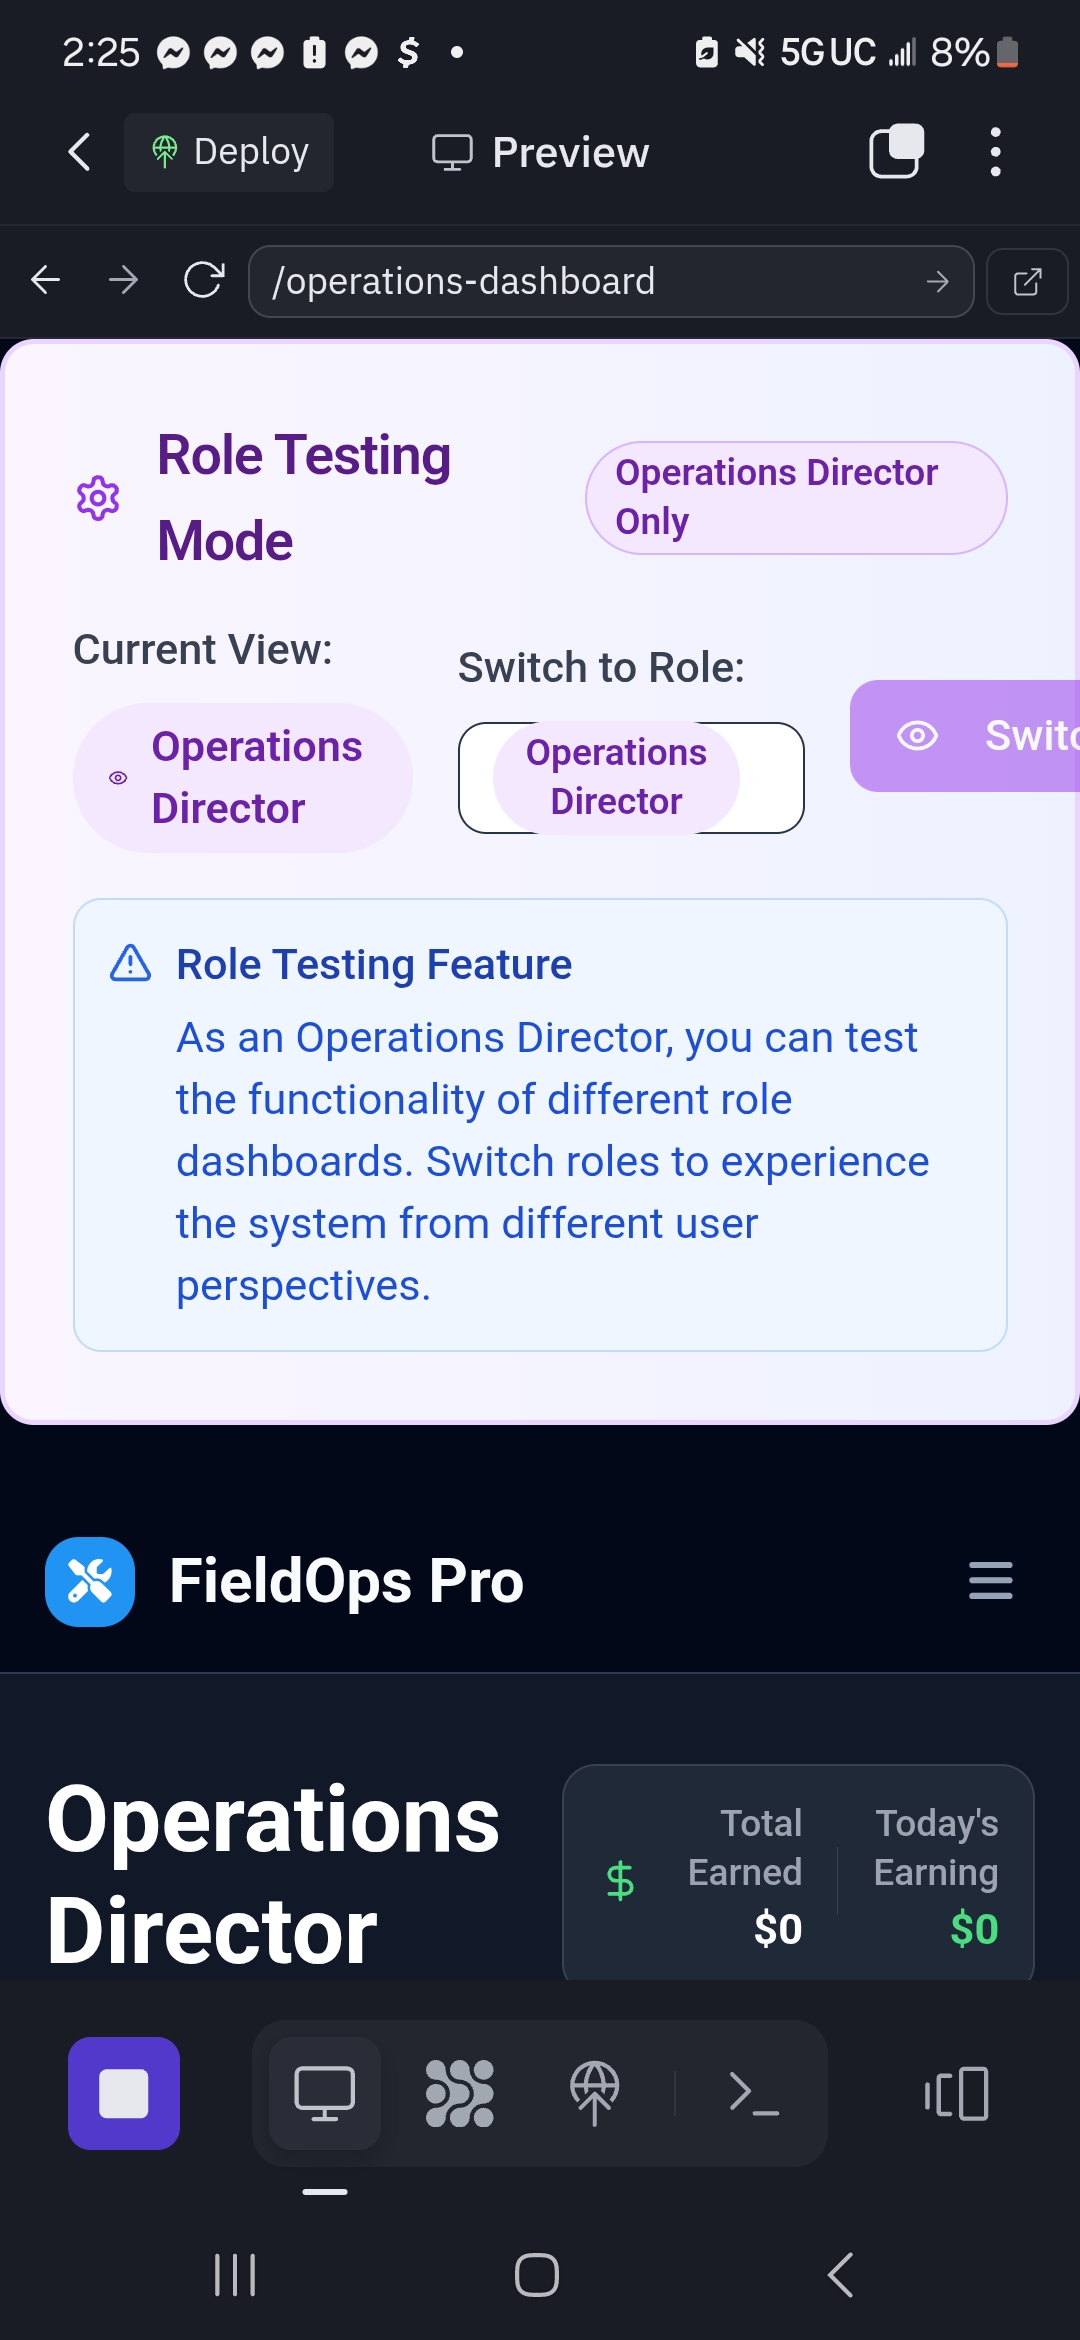 2:25
5G UC
8%
Deploy
Preview
/operations-dashboard
Role Testing
Mode
Operations Director
Only
Current View:
Operations
Director
Switch to Role:
Operations
Director
Switc
Role Testing Feature
As an Operations Director, you can test
the functionality of different role
dashboards. Switch roles to experience
the system from different user
perspectives.
FieldOps Pro
Operations
Director
Total
Earned
$0
Today's
Earning
$0